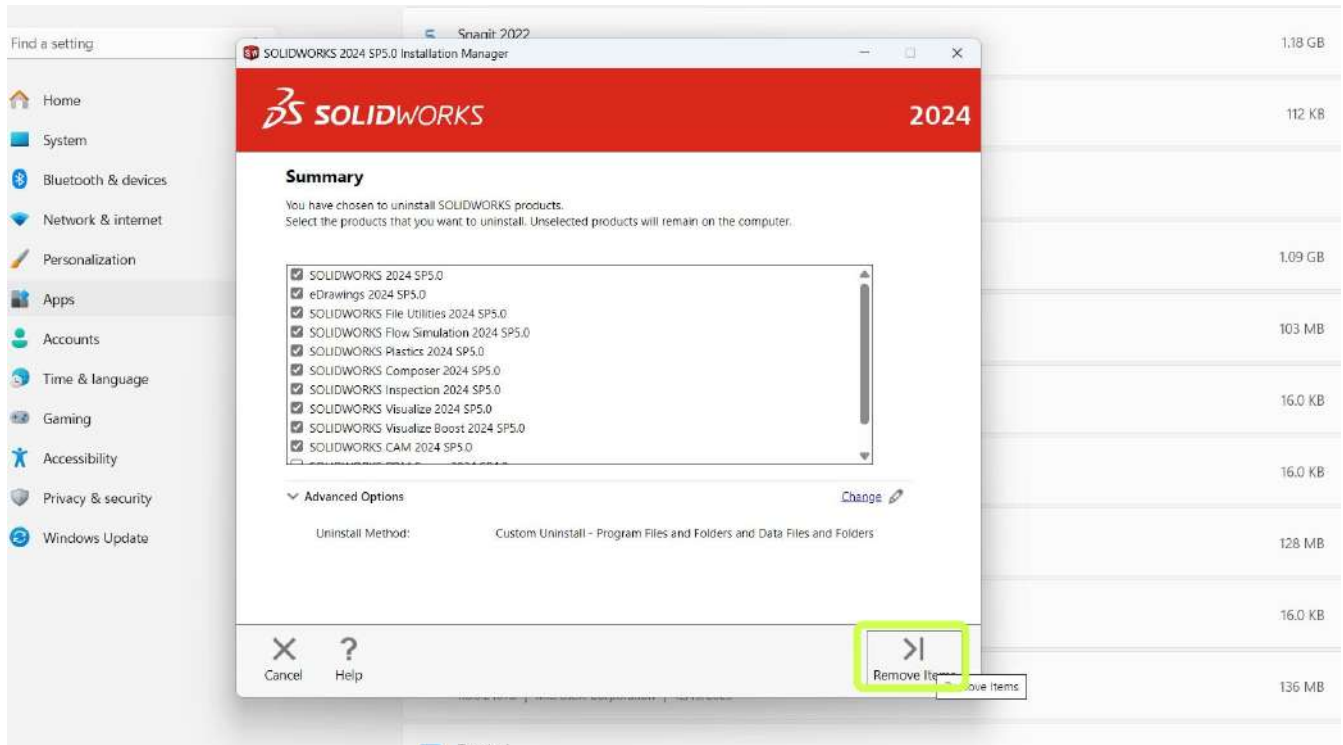 Snagit 2022
Find a setting
1.18 GB
SOLIDWORKS 2024 SP5.0 Installation Manager
SOLIDWORKS
2024
Home
112 KB
System
Bluetooth & devices
Network & internet
Personalization
1.09 GB
Apps
Accounts
103 MB
Time & language
Gaming
16.0 KB
Accessibility
16.0 KB
Privacy & security
Windows Update
128 MB
Summary
You have chosen to uninstall SOLIDWORKS products.
Select the products that you want to uninstall. Unselected products will remain on the computer.
SOLIDWORKS 2024 SP5.0
eDrawings 2024 SP5.0
SOLIDWORKS File Utilities 2024 SP5.0
SOLIDWORKS Flow Simulation 2024 SP5.0
SOLIDWORKS Plastics 2024 SP5.0
SOLIDWORKS Composer 2024 SP5.0
SOLIDWORKS Inspection 2024 SP5.0
SOLIDWORKS Visualize 2024 SP5.0
SOLIDWORKS Visualize Boost 2024 SP5.0
SOLIDWORKS CAM 2024 SP5.0
Advanced Options
Change
Uninstall Method:
Custom Uninstall - Program Files and Folders and Data Files and Folders
16.0 KB
Cancel
Help
Remove Items
Remove Items
136 MB